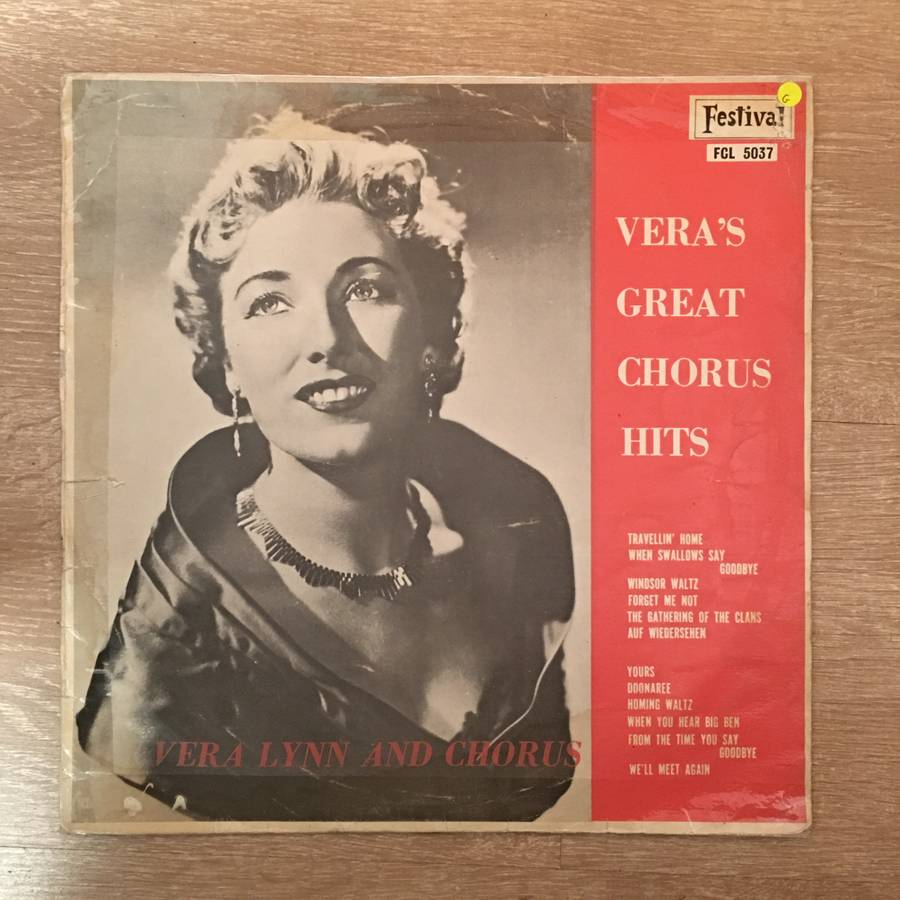 G
Festival
FCL 5037
VERA'S
GREAT
CHORUS
HITS
TRAVELLIN' HOME
WHEN SWALLOWS SAY
GOODBYE
WINDSOR WALTZ
FORGET ME NOT
THE GATHERING OF THE CLANS
AUF WIEDERSEHEN
YOURS
DOONAREE
HOMING WALTZ
WHEN YOU HEAR BIG BEN
FROM THE TIME YOU SAY
GOODBYE
WE'LL MEET AGAIN
VERA LYNN AND CHORUS